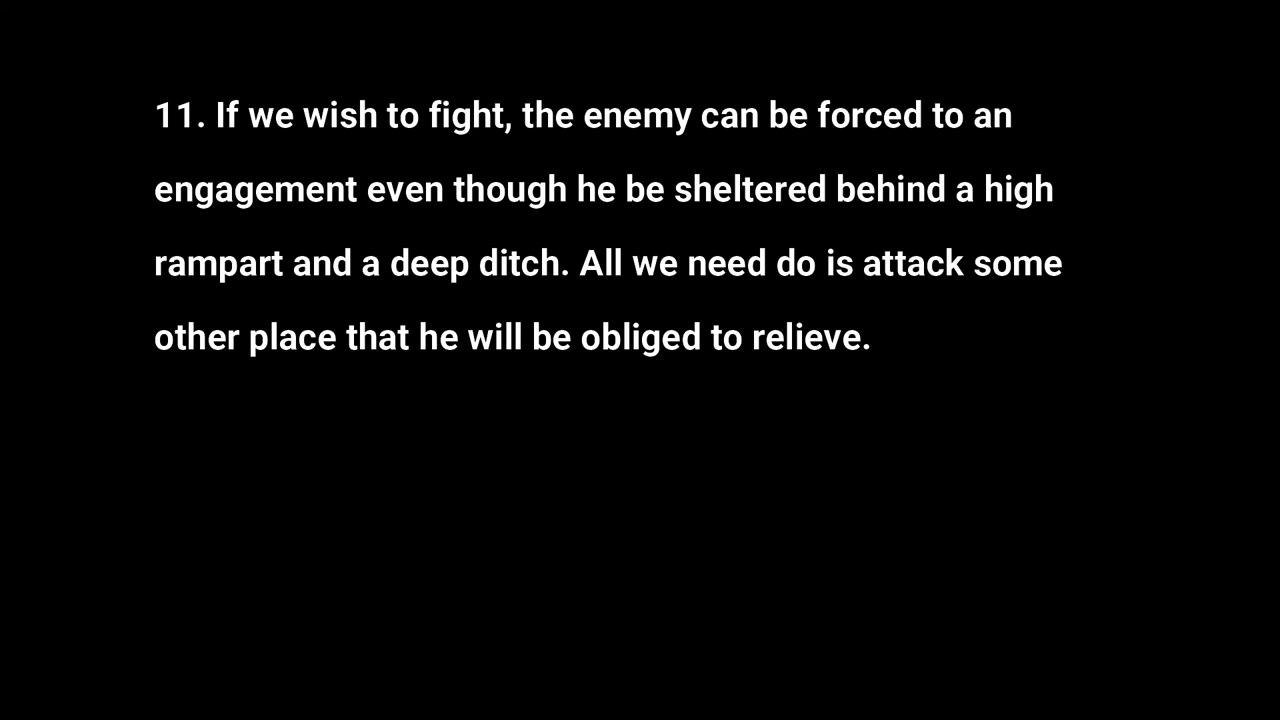 11. If we wish to fight, the enemy can be forced to an
engagement even though he be sheltered behind a high
rampart and a deep ditch. All we need do is attack some
other place that he will be obliged to relieve.